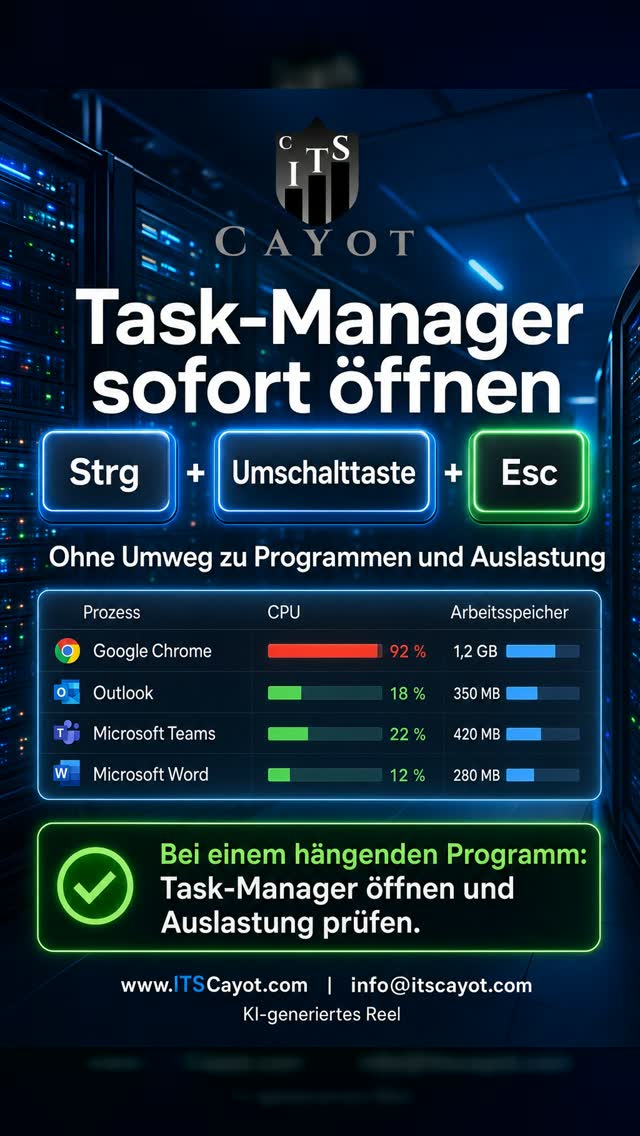 C ITS
CAYOT
Task-Manager
sofort öffnen
Strg + Umschalttaste + Esc
Ohne Umweg zu Programmen und Auslastung
Prozess CPU Arbeitsspeicher
Google Chrome 92 % 1,2 GB
Outlook 18 % 350 MB
Microsoft Teams 22 % 420 MB
Microsoft Word 12 % 280 MB
Bei einem hängenden Programm:
Task-Manager öffnen und
Auslastung prüfen.
www.ITSCayot.com | info@itscayot.com
KI-generiertes Reel